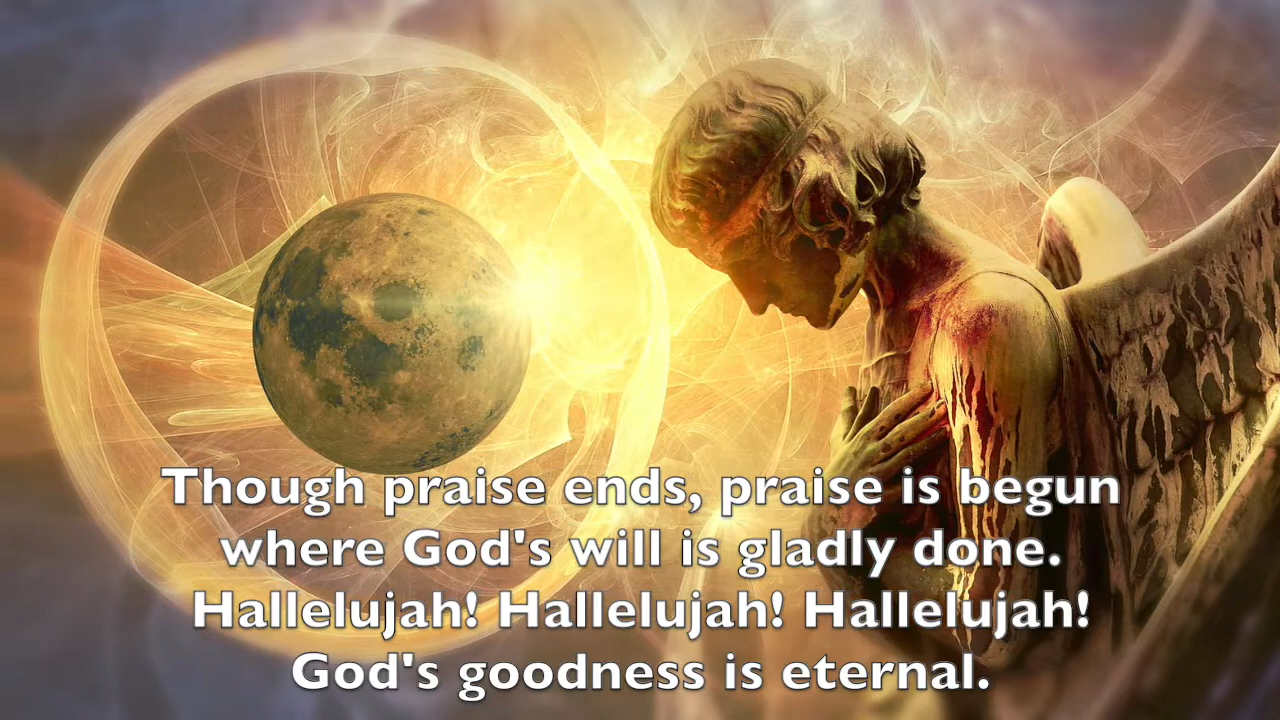 Though praise ends, praise is begun
where God's will is gladly done.
Hallelujah! Hallelujah! Hallelujah!
God's goodness is eternal.